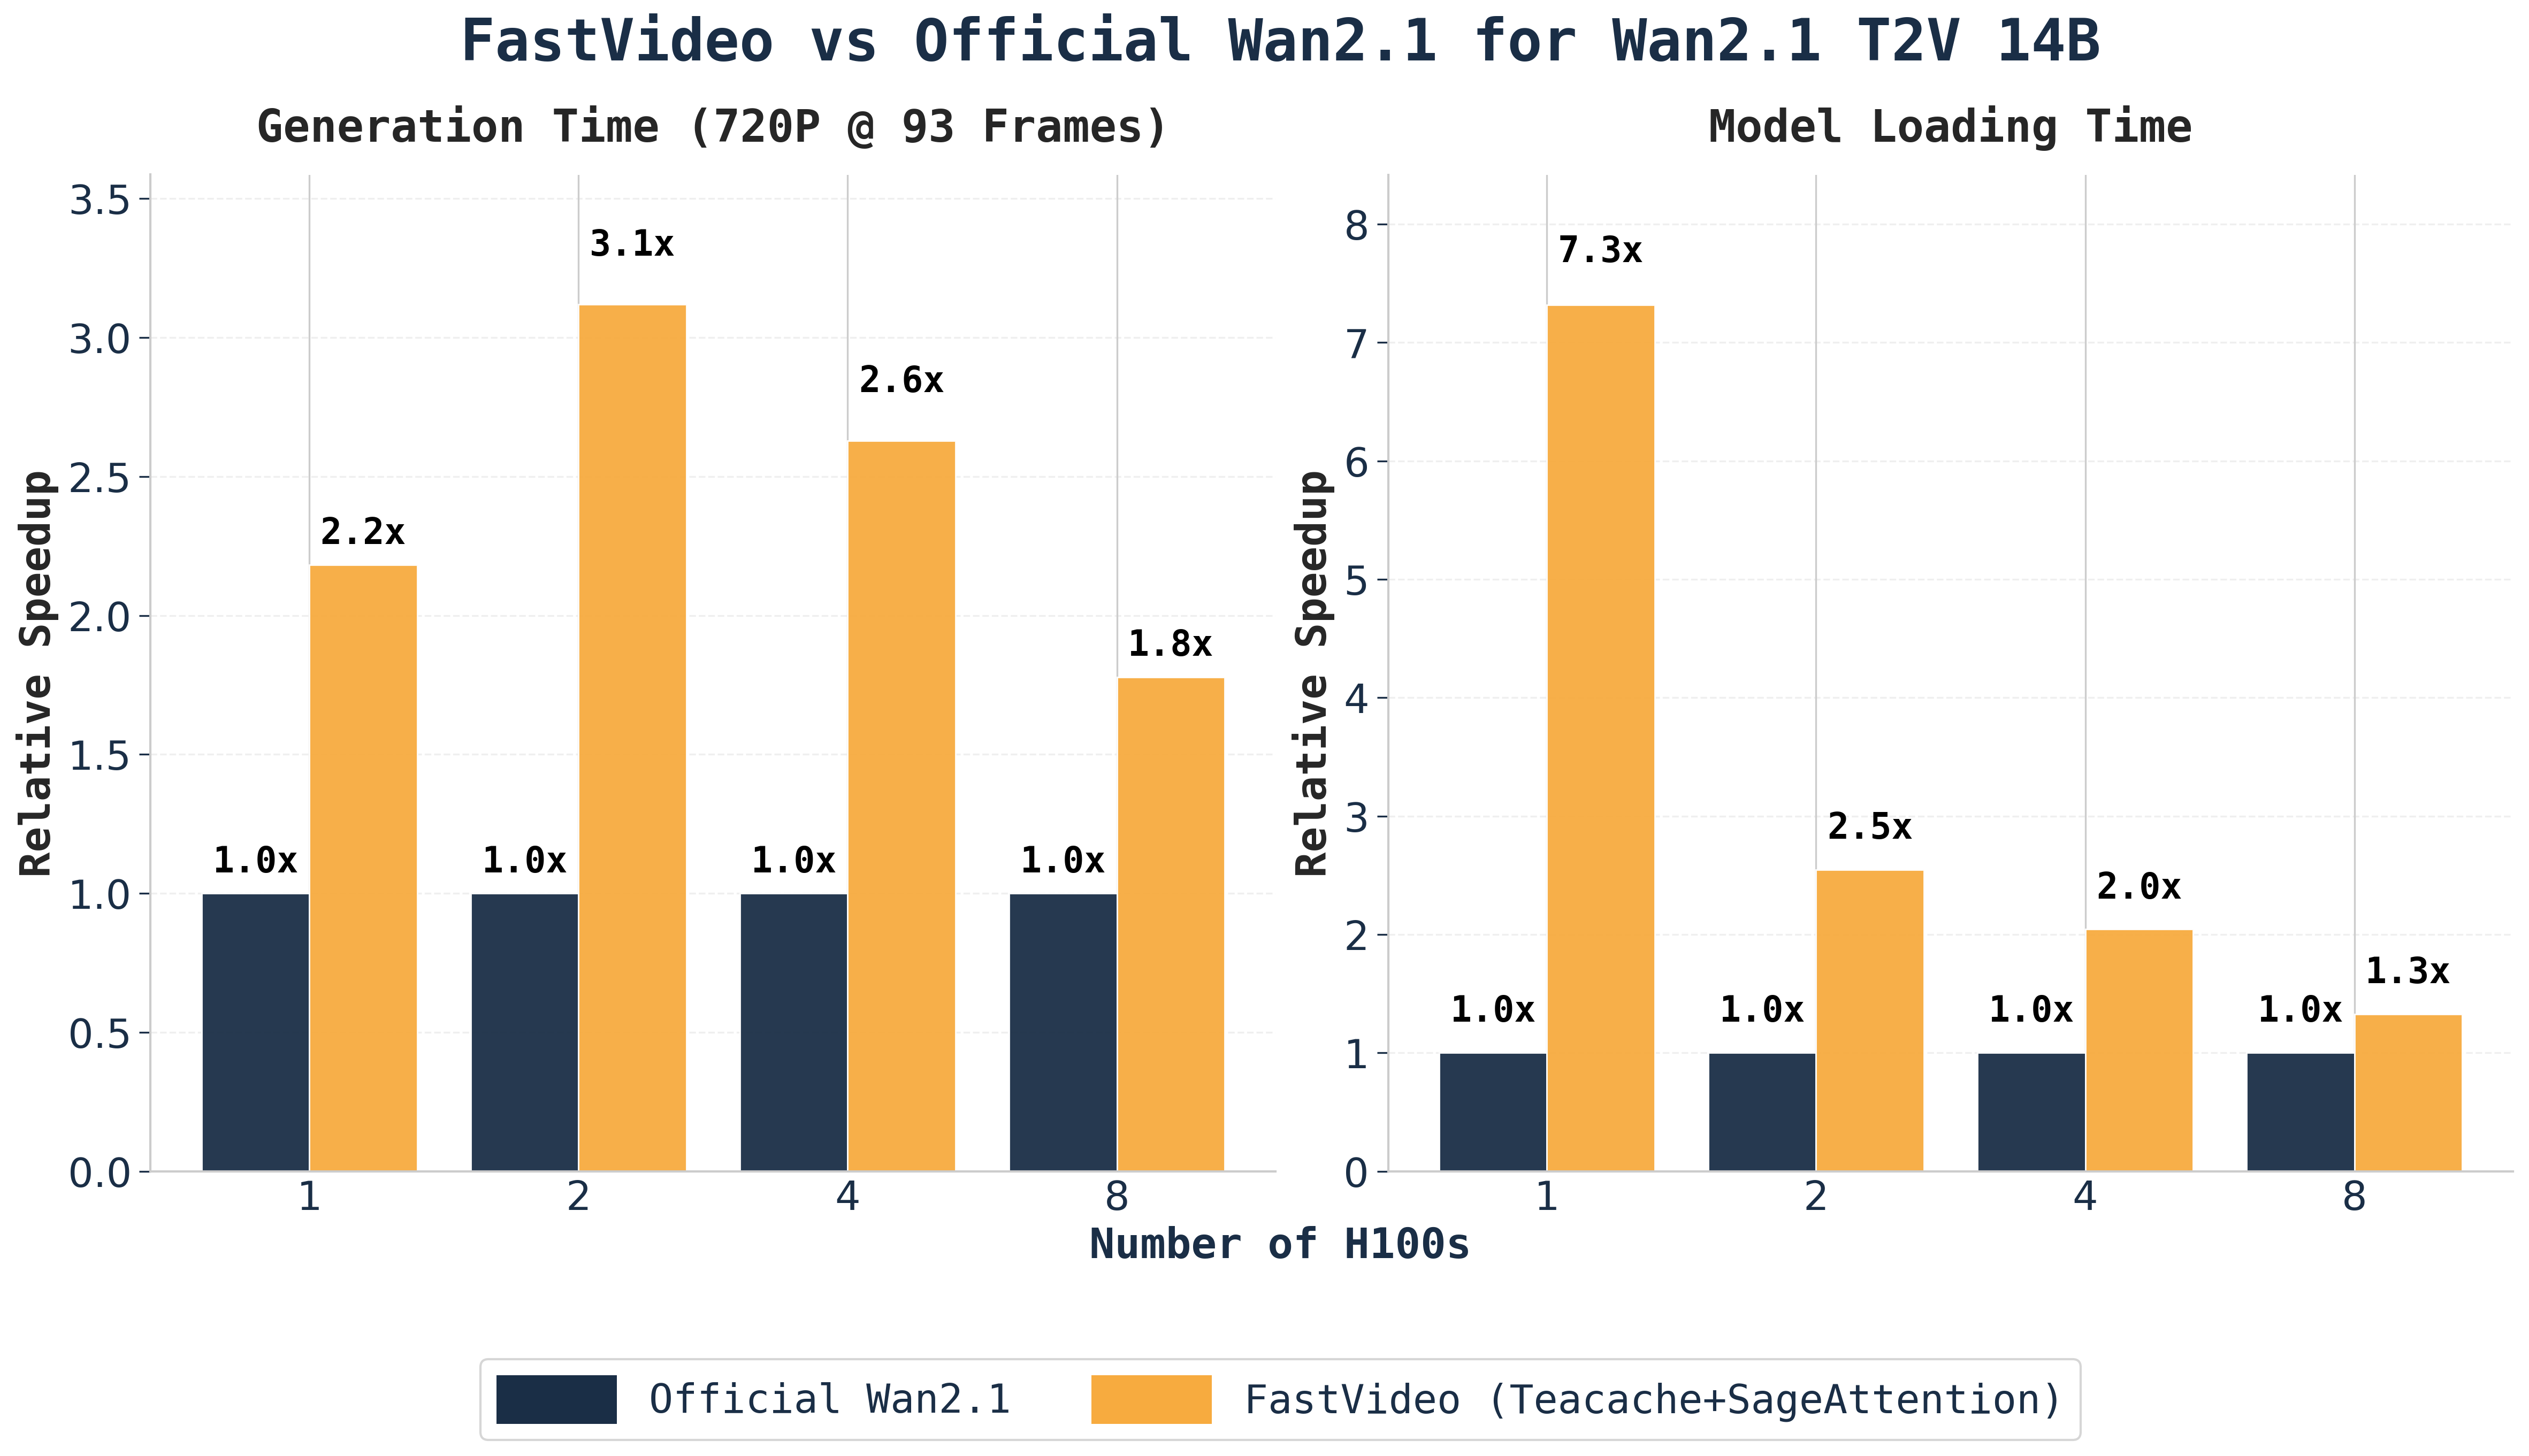 FastVideo vs Official Wan2.1 for Wan2.1 T2V 14B
Generation Time (720P @ 93 Frames)
Relative Speedup
3.5
3.0
2.5
2.0
1.5
1.0
0.5
0.0
1.0x
2.2x
1.0x
3.1x
1.0x
2.6x
1.0x
1.8x
1 2 4 8
Model Loading Time
Relative Speedup
8
7
6
5
4
3
2
1
0
1.0x
7.3x
1.0x
2.5x
1.0x
2.0x
1.0x
1.3x
1 2 4 8
Number of H100s
Official Wan2.1
FastVideo (Teacache+SageAttention)